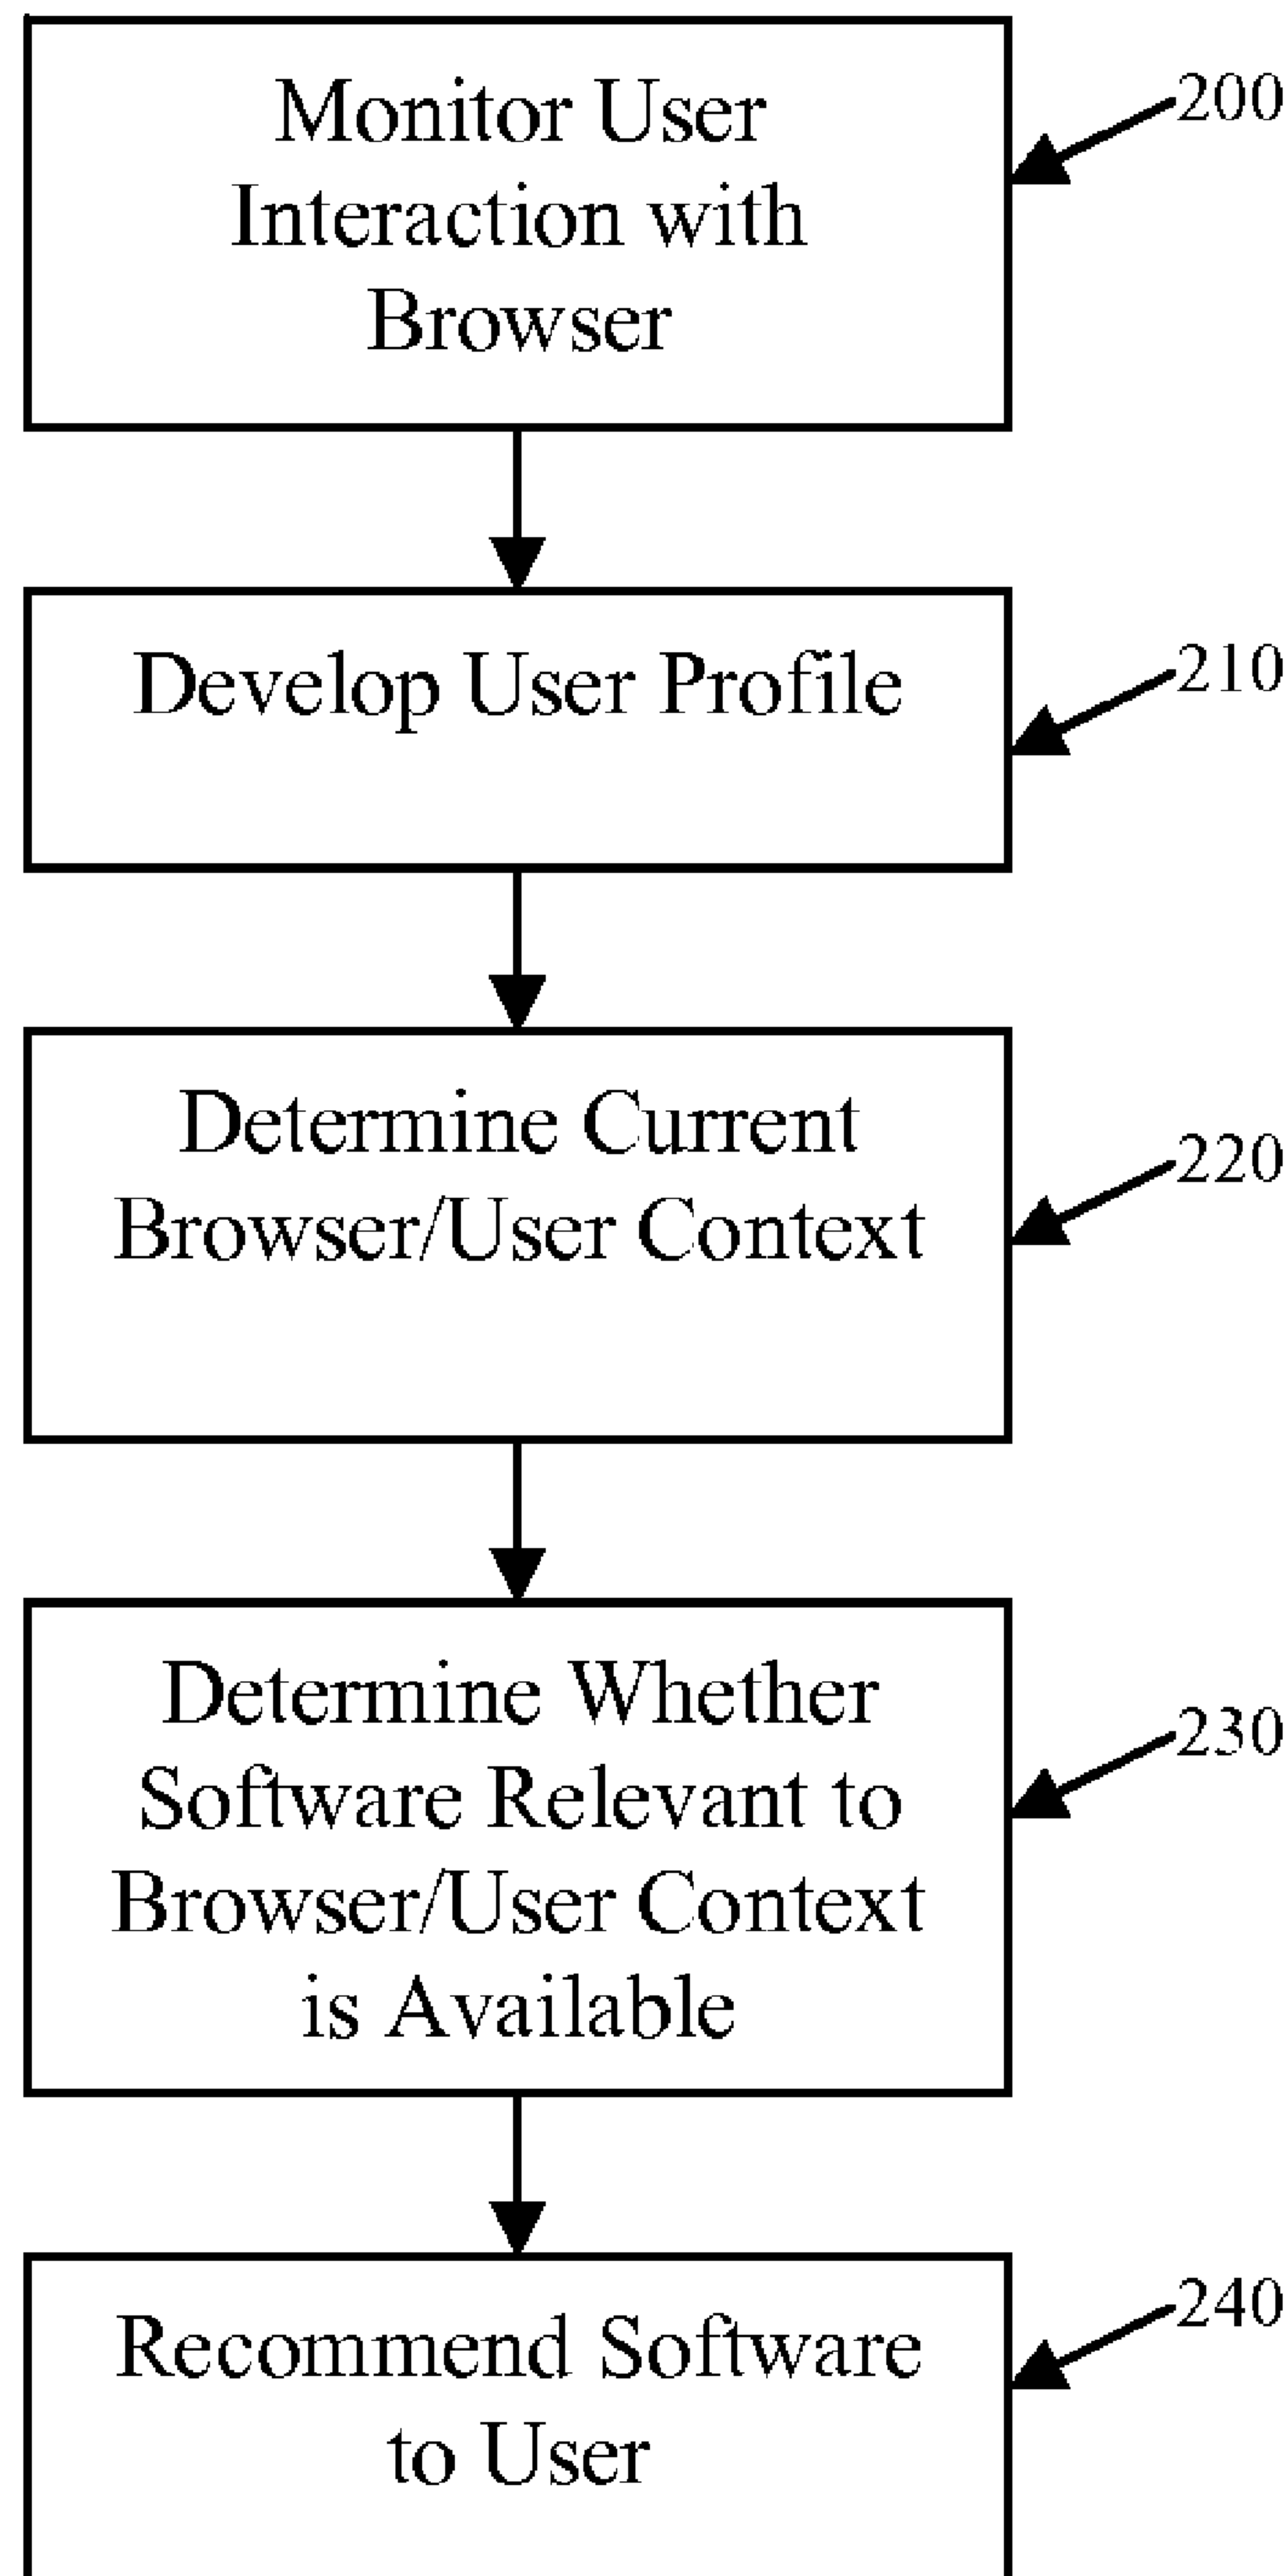 Monitor User
Interaction with
Browser
200
Develop User Profile
210
Determine Current
Browser/User Context
220
Determine Whether
Software Relevant to
Browser/User Context
is Available
230
Recommend Software
to User
240